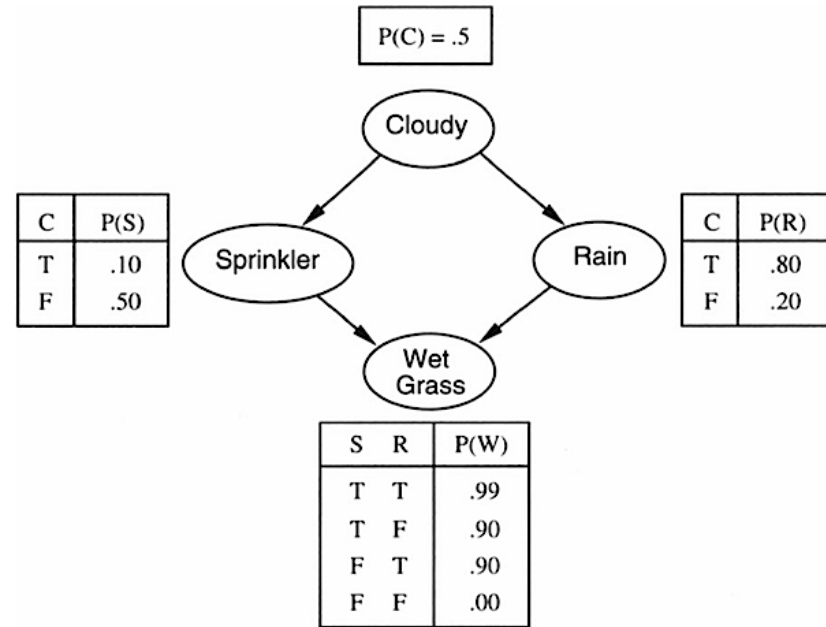 P(C) = .5
Cloudy
C P(S)
T .10
F .50
Sprinkler
Rain
C P(R)
T .80
F .20
Wet
Grass
S R P(W)
T T .99
T F .90
F T .90
F F .00